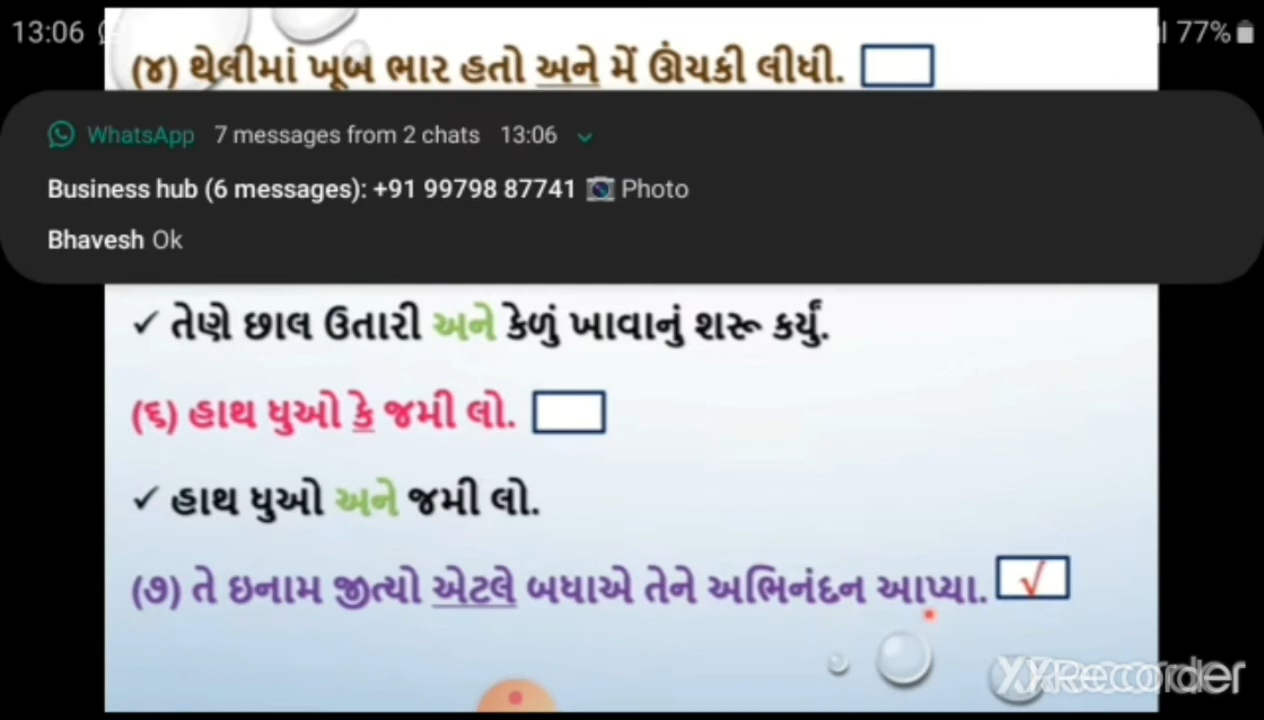 13:06
77%
(૪) થેલીમાં ખૂબ ભાર હતો અને મેં ઊંચકી લીધી.
WhatsApp 7 messages from 2 chats 13:06
Business hub (6 messages): +91 99798 87741 📷 Photo
Bhavesh Ok
✓ તેણે છાલ ઉતારી અને કેળું ખાવાનું શરૂ કર્યું.
(૬) હાથ ધુઓ કે જમી લો.
✓ હાથ ધુઓ અને જમી લો.
(૭) તે ઇનામ જીત્યો એટલે બધાએ તેને અભિનંદન આપ્યા. √
XXRecorder